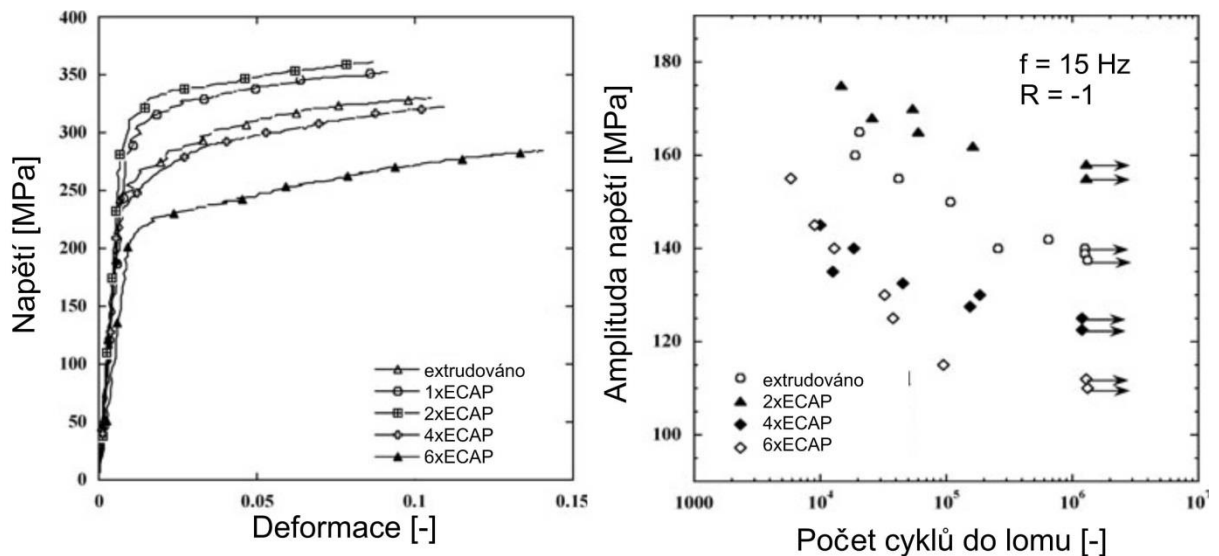 Napětí [MPa]
400
350
300
250
200
150
100
50
0
0
0.05
0.1
0.15
Deformace [-]
extrudováno
1xECAP
2xECAP
4xECAP
6xECAP
Amplituda napětí [MPa]
180
160
140
120
100
1000
10⁴
10⁵
10⁶
10⁷
Počet cyklů do lomu [-]
f = 15 Hz
R = -1
extrudováno
2xECAP
4xECAP
6xECAP